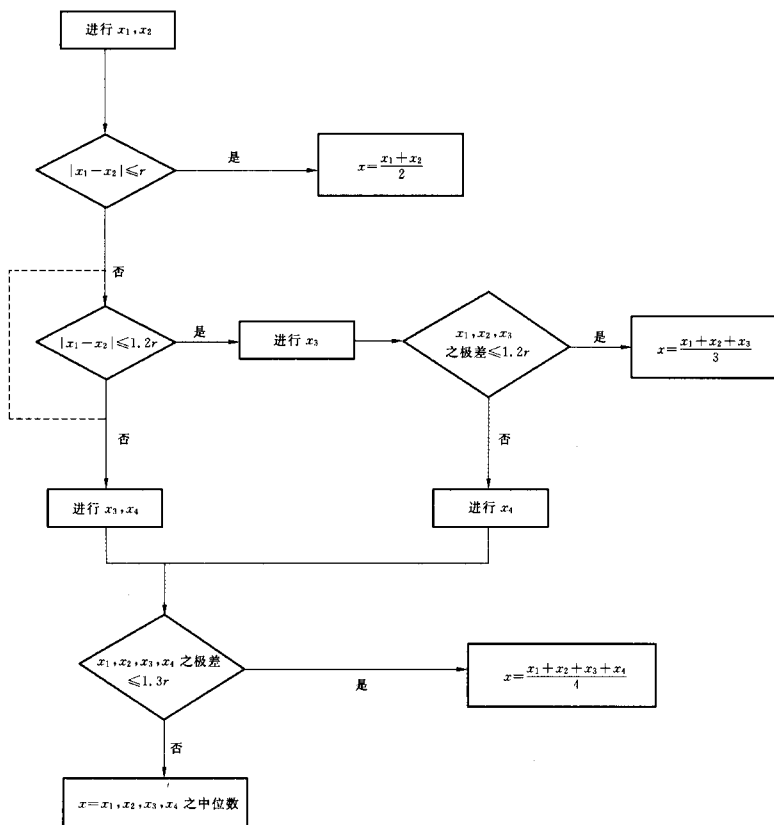 进行 x₁,x₂
|x₁-x₂|≤r
是
x=(x₁+x₂)/2
否
|x₁-x₂|≤1.2r
是
进行 x₃
x₁,x₂,x₃
之极差≤1.2r
是
x=(x₁+x₂+x₃)/3
否
否
进行 x₃,x₄
进行 x₄
x₁,x₂,x₃,x₄ 之极差
≤1.3r
是
x=(x₁+x₂+x₃+x₄)/4
否
x=x₁,x₂,x₃,x₄ 之中位数